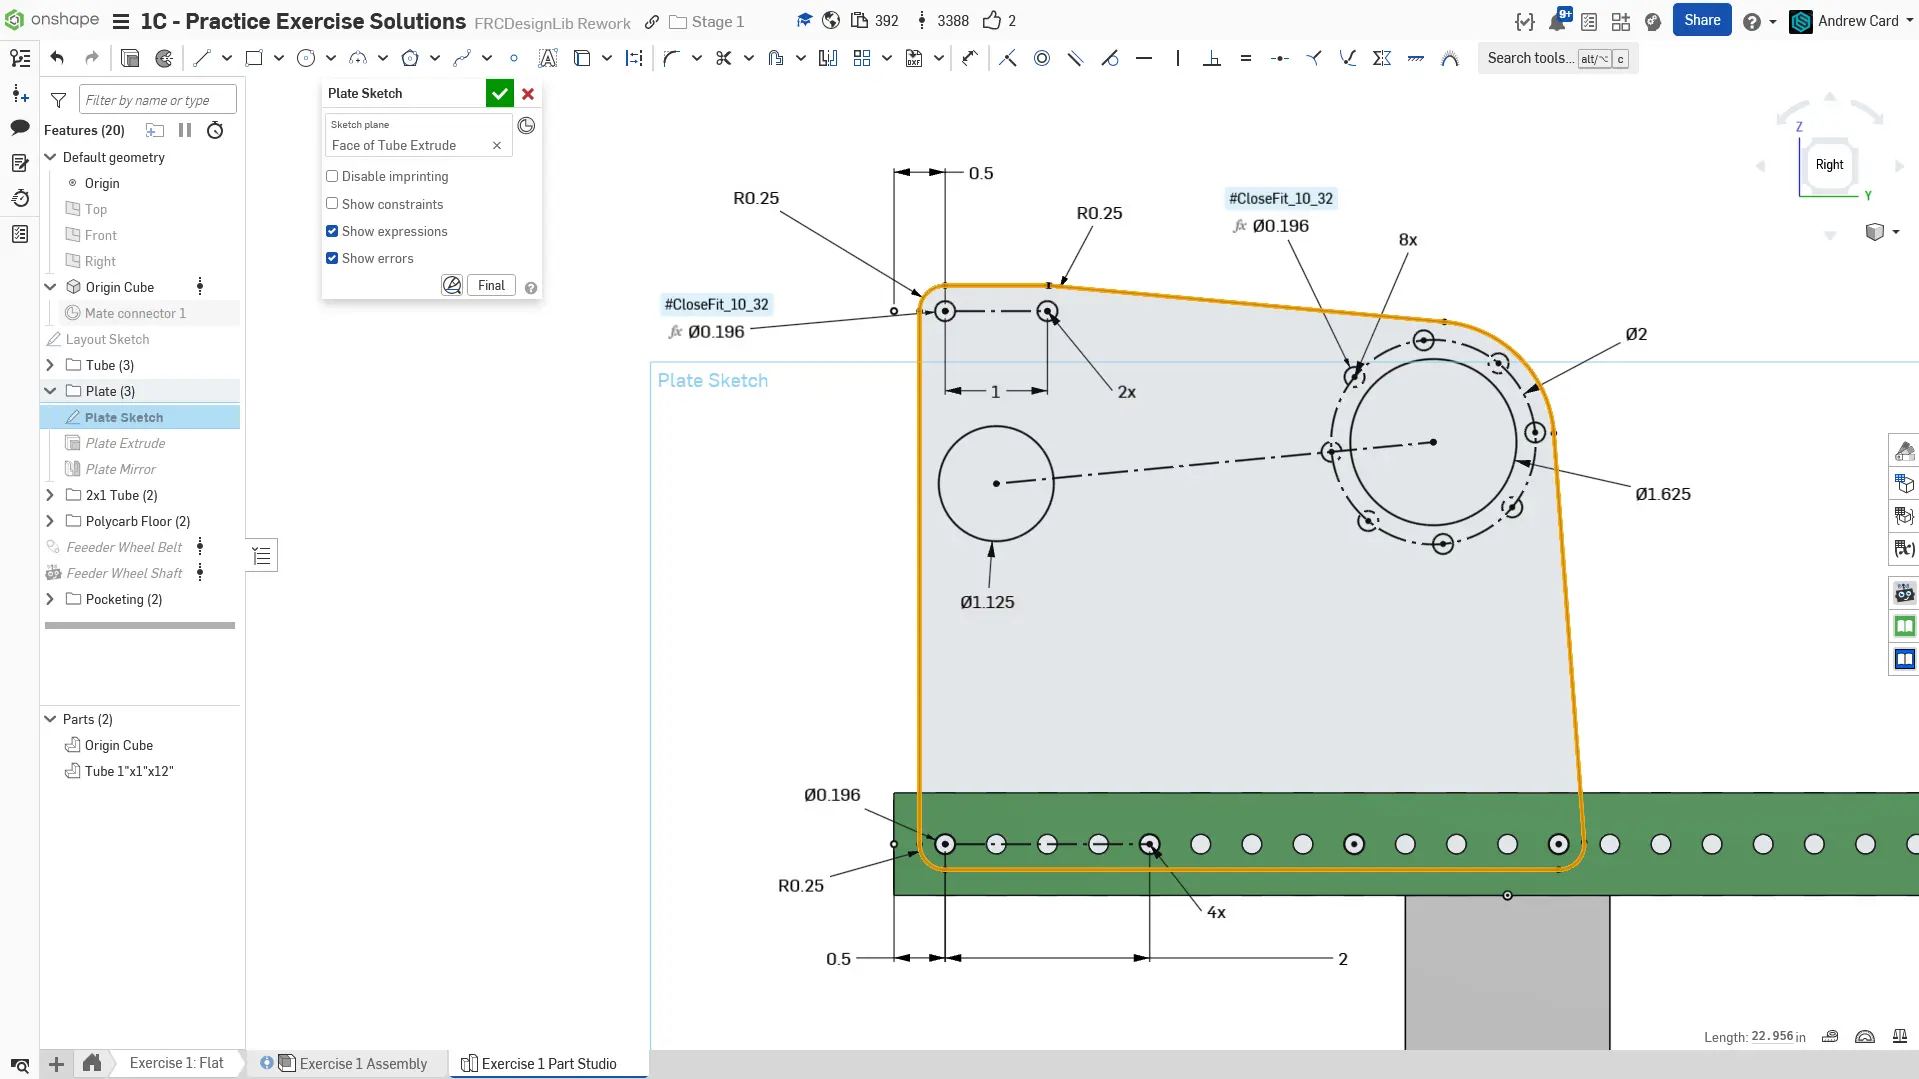 onshape
1C - Practice Exercise Solutions
FRCDesignLib Rework
Stage 1
392
3388
2
9+
Share
Andrew Card
Search tools...
alt/⌥
c
Filter by name or type
Features (20)
Default geometry
Origin
Top
Front
Right
Origin Cube
Mate connector 1
Layout Sketch
Tube (3)
Plate (3)
Plate Sketch
Plate Extrude
Plate Mirror
2x1 Tube (2)
Polycarb Floor (2)
Feeeder Wheel Belt
Feeder Wheel Shaft
Pocketing (2)
Parts (2)
Origin Cube
Tube 1"x1"x12"
Plate Sketch
Sketch plane
Face of Tube Extrude
Disable imprinting
Show constraints
Show expressions
Show errors
Final
Z
Right
Y
0.5
R0.25
R0.25
#CloseFit_10_32
fx Ø0.196
8x
#CloseFit_10_32
fx Ø0.196
Ø2
Plate Sketch
1
2x
Ø1.625
Ø1.125
Ø0.196
R0.25
4x
0.5
2
Length: 22.956 in
Exercise 1: Flat
Exercise 1 Assembly
Exercise 1 Part Studio